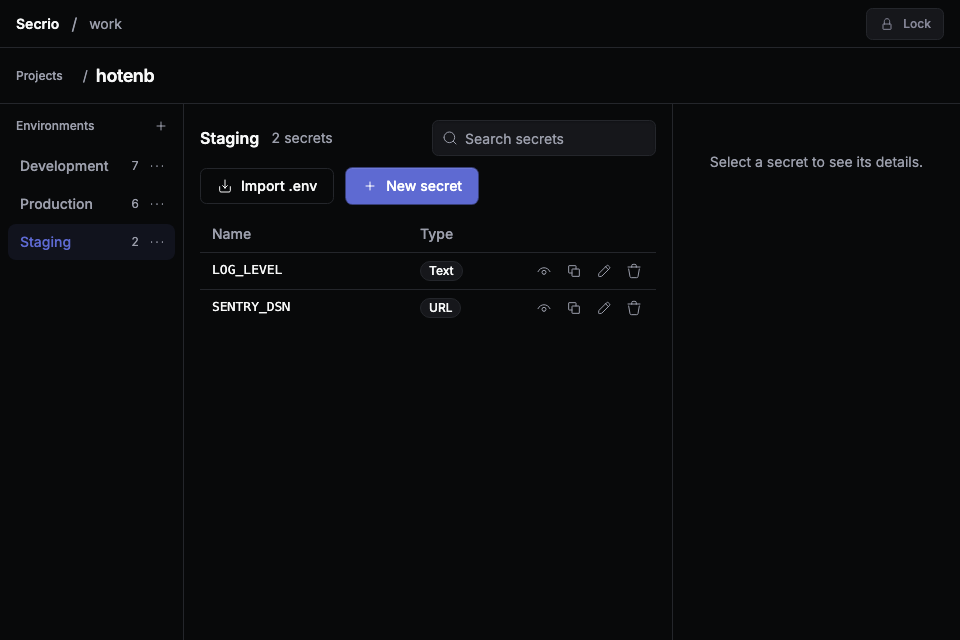 Secrio / work
Lock
Projects / hotenb
Environments +
Development 7 ···
Production 6 ···
Staging 2 ···
Staging 2 secrets
Search secrets
Import .env
+ New secret
Name Type
LOG_LEVEL Text
SENTRY_DSN URL
Select a secret to see its details.